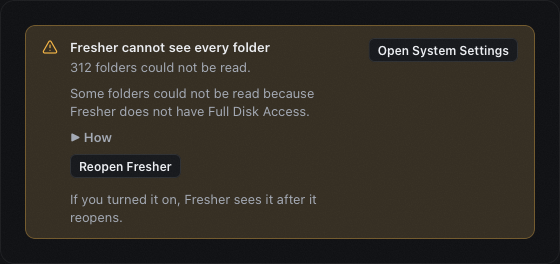 Fresher cannot see every folder
Open System Settings
312 folders could not be read.
Some folders could not be read because
Fresher does not have Full Disk Access.
▶ How
Reopen Fresher
If you turned it on, Fresher sees it after it
reopens.